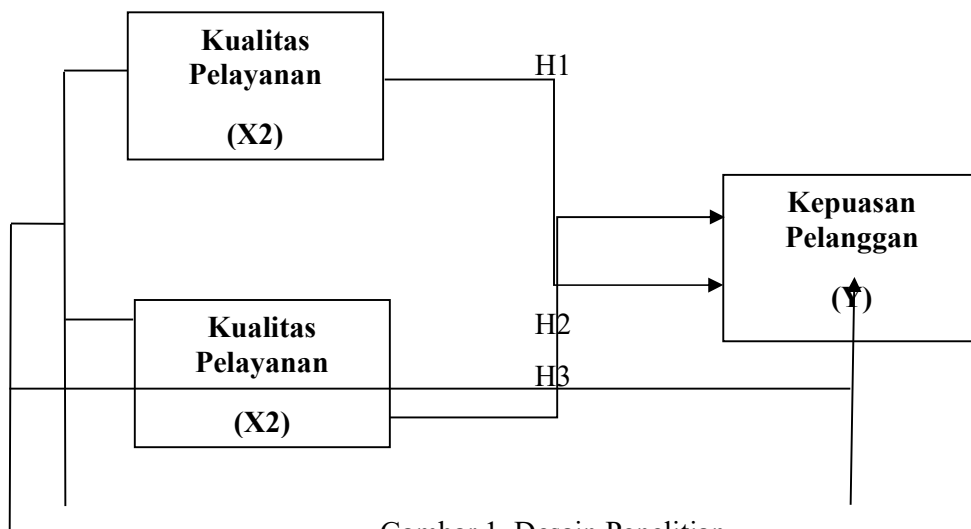 Kualitas
Pelayanan
(X2)
H1
Kepuasan
Pelanggan
(Y)
Kualitas
Pelayanan
(X2)
H2
H3
Gambar 1. Desain Penelitian